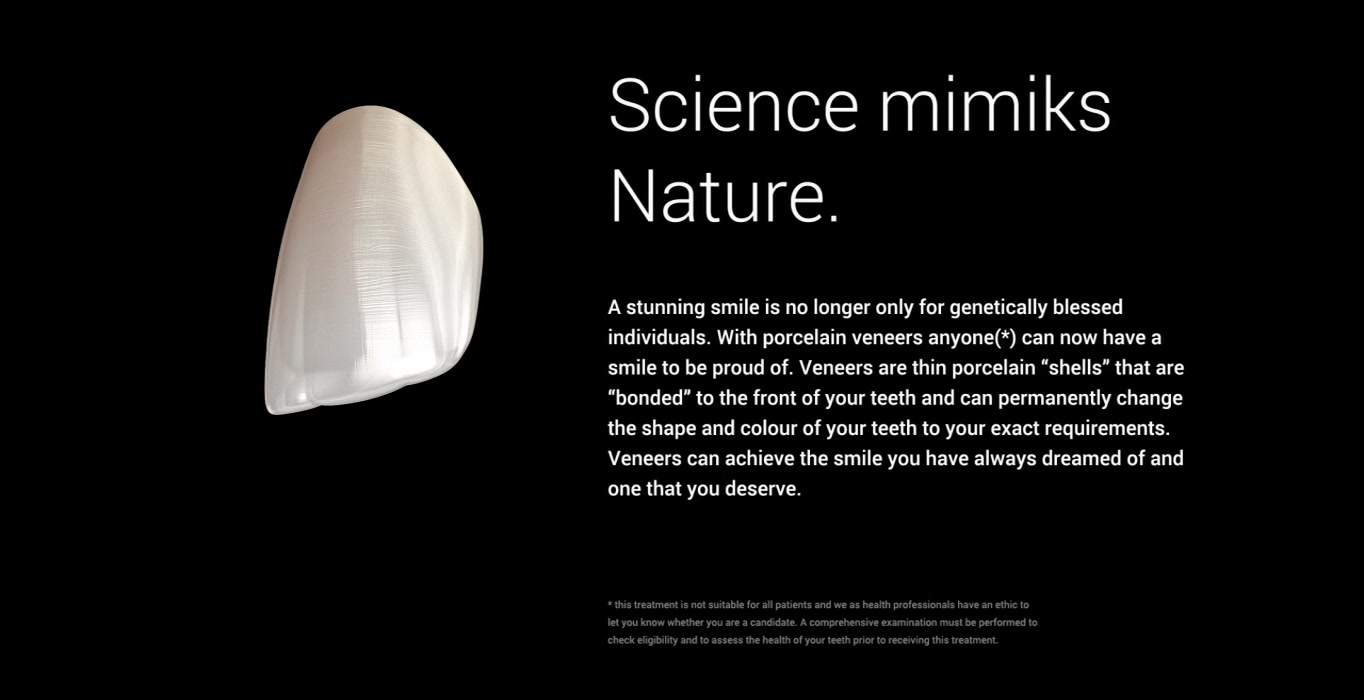 Science mimiks
Nature.
A stunning smile is no longer only for genetically blessed
individuals. With porcelain veneers anyone(*) can now have a
smile to be proud of. Veneers are thin porcelain “shells” that are
“bonded” to the front of your teeth and can permanently change
the shape and colour of your teeth to your exact requirements.
Veneers can achieve the smile you have always dreamed of and
one that you deserve.
* this treatment is not suitable for all patients and we as health professionals have an ethic to
let you know whether you are a candidate. A comprehensive examination must be performed to
check eligibility and to assess the health of your teeth prior to receiving this treatment.